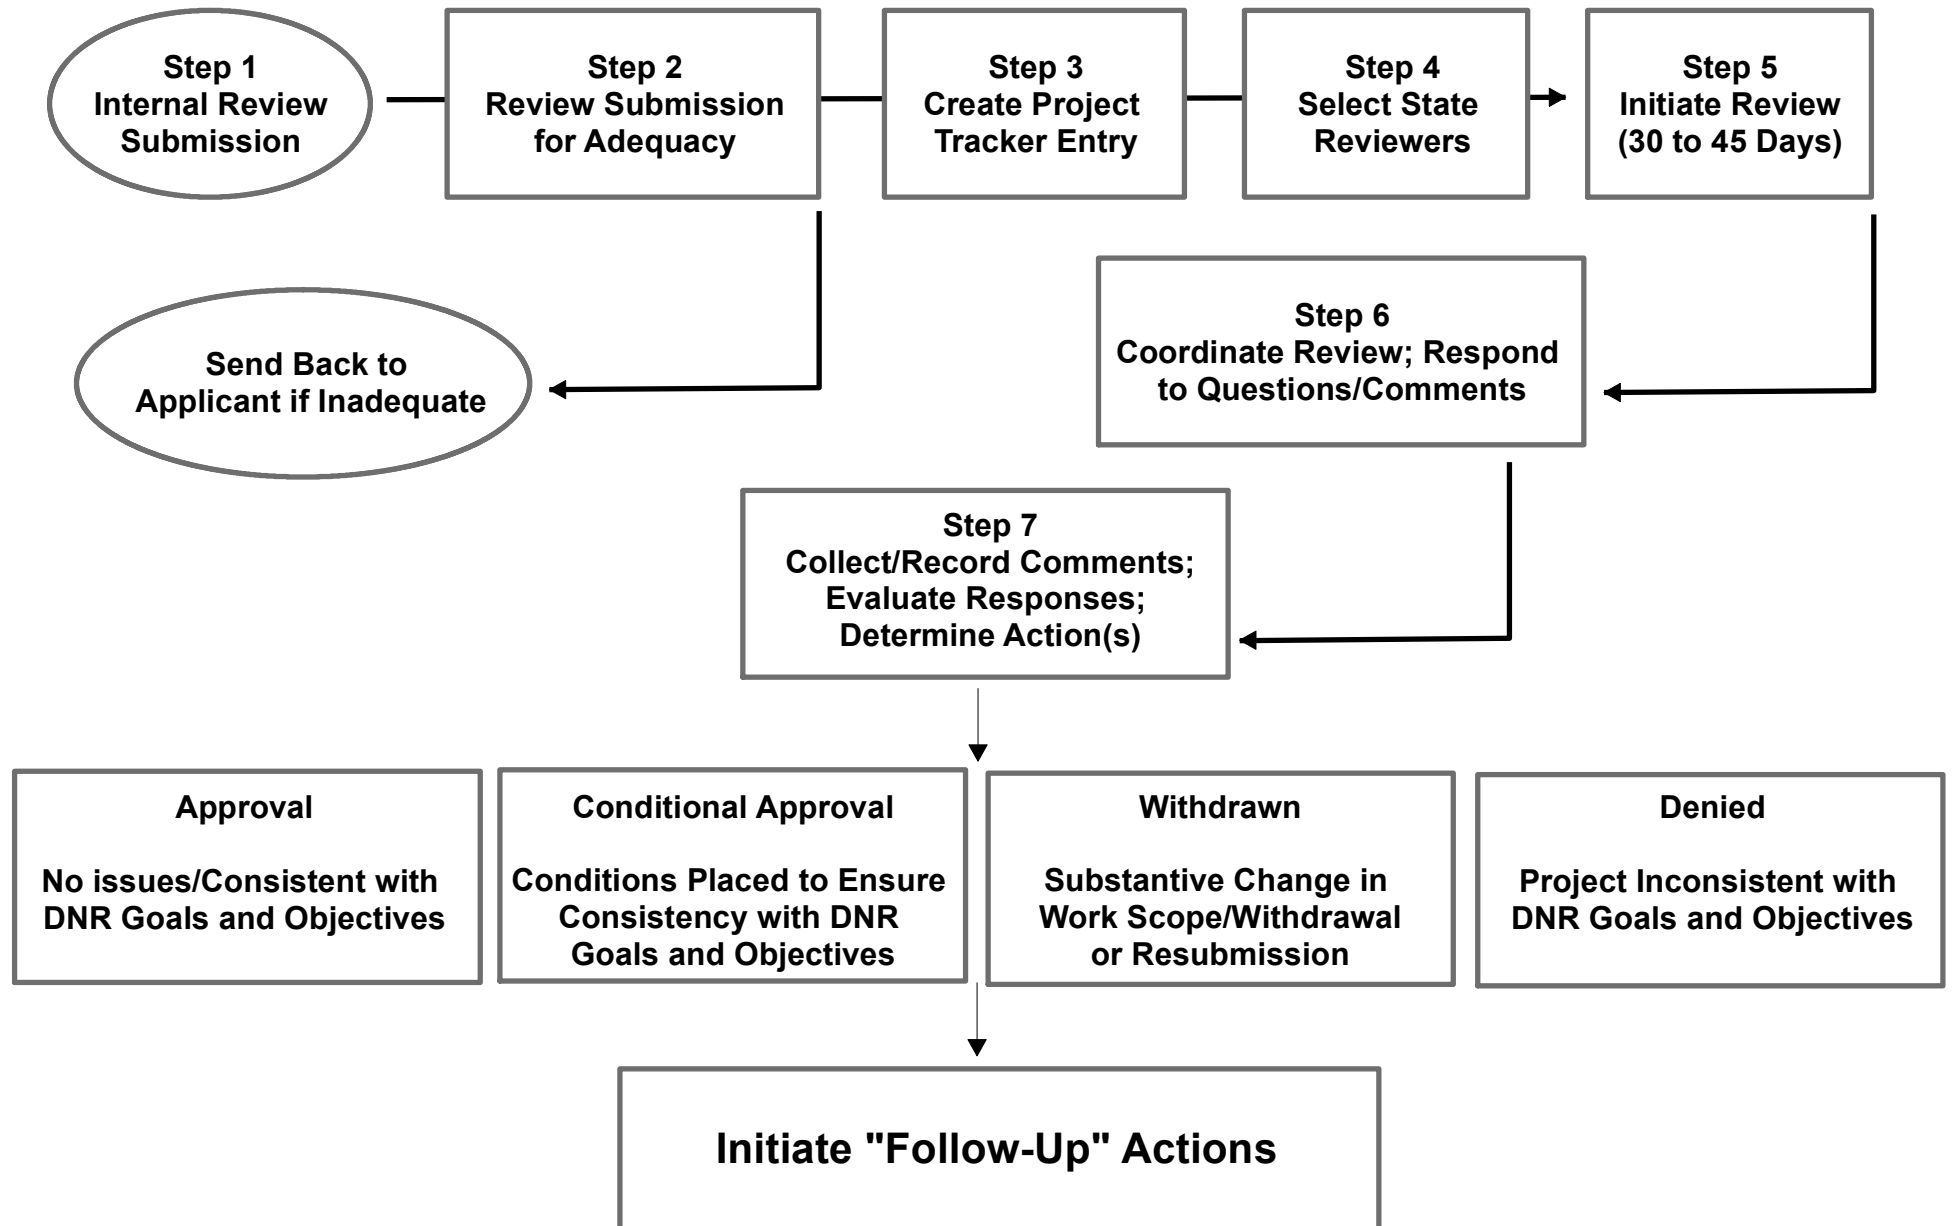 Step 1
Internal Review
Submission
Step 2
Review Submission
for Adequacy
Step 3
Create Project
Tracker Entry
Step 4
Select State
Reviewers
Step 5
Initiate Review
(30 to 45 Days)
Send Back to
Applicant if Inadequate
Step 6
Coordinate Review; Respond
to Questions/Comments
Step 7
Collect/Record Comments;
Evaluate Responses;
Determine Action(s)
Approval
No issues/Consistent with
DNR Goals and Objectives
Conditional Approval
Conditions Placed to Ensure
Consistency with DNR
Goals and Objectives
Withdrawn
Substantive Change in
Work Scope/Withdrawal
or Resubmission
Denied
Project Inconsistent with
DNR Goals and Objectives
Initiate "Follow-Up" Actions